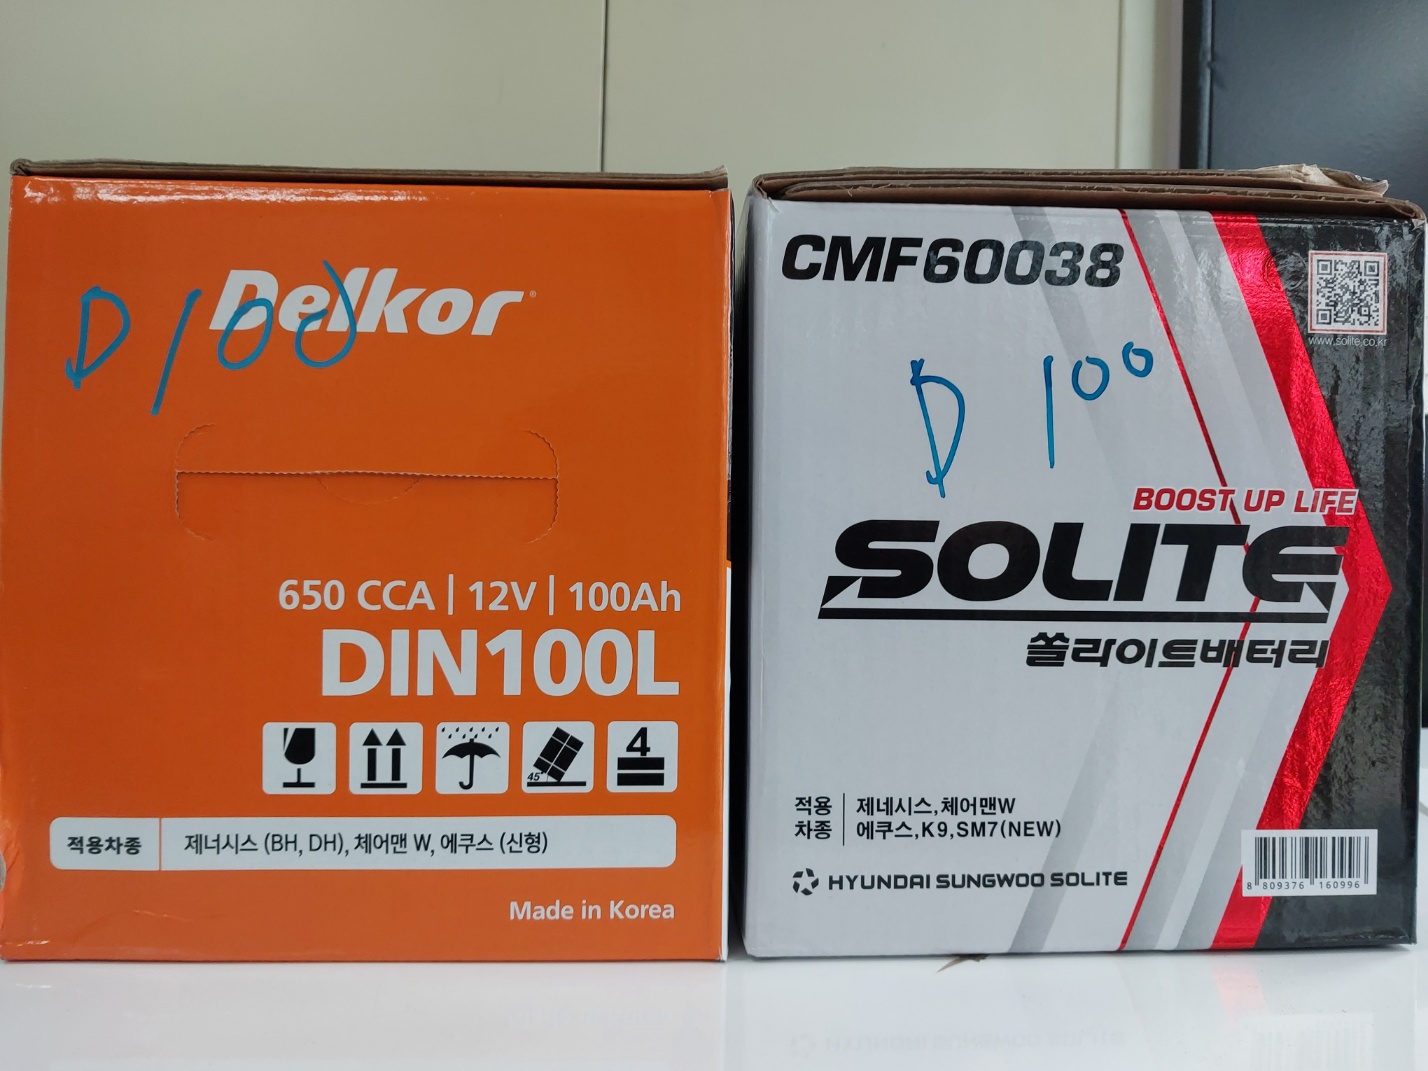 Delkor
D100
650 CCA | 12V | 100Ah
DIN100L
45°
4
적용차종 제너시스 (BH, DH), 체어맨 W, 에쿠스 (신형)
Made in Korea
CMF60038
www.solite.co.kr
D 100
BOOST UP LIFE
SOLITE
쏠라이트배터리
적용 제네시스,체어맨W
차종 에쿠스,K9,SM7(NEW)
HYUNDAI SUNGWOO SOLITE
8 809376 160996